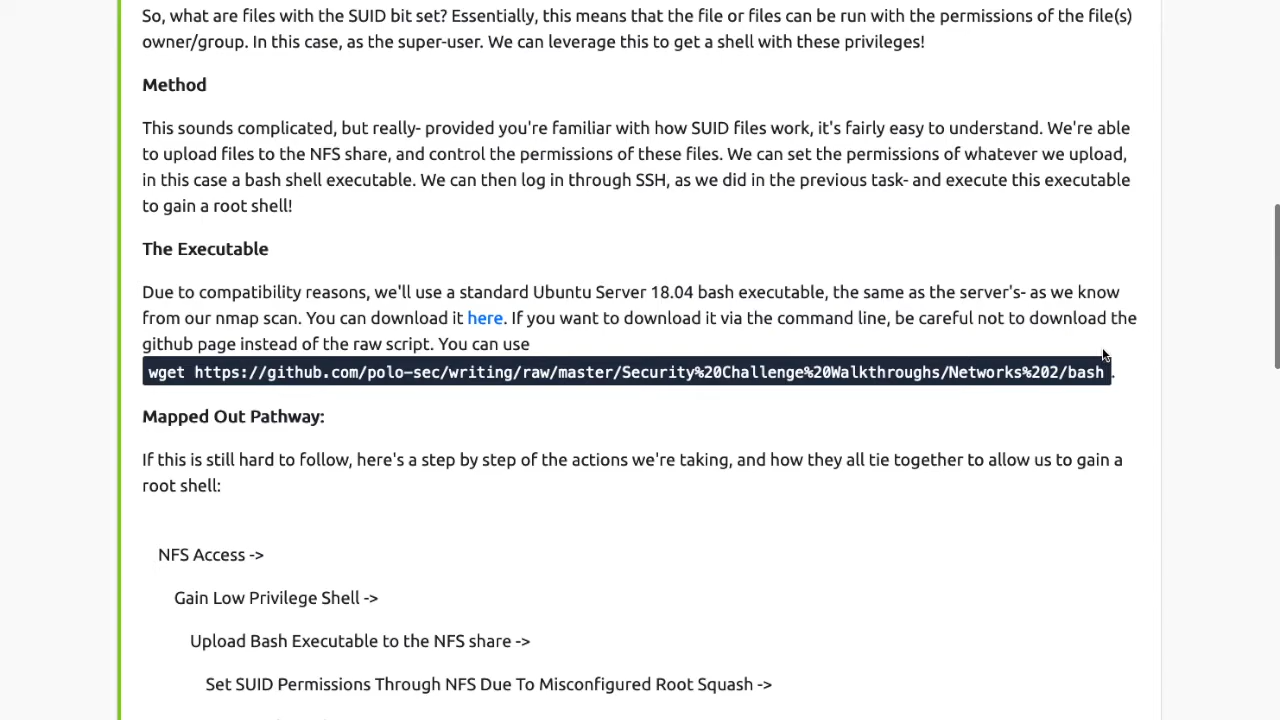 So, what are files with the SUID bit set? Essentially, this means that the file or files can be run with the permissions of the file(s)
owner/group. In this case, as the super-user. We can leverage this to get a shell with these privileges!
Method
This sounds complicated, but really- provided you're familiar with how SUID files work, it's fairly easy to understand. We're able
to upload files to the NFS share, and control the permissions of these files. We can set the permissions of whatever we upload,
in this case a bash shell executable. We can then log in through SSH, as we did in the previous task- and execute this executable
to gain a root shell!
The Executable
Due to compatibility reasons, we'll use a standard Ubuntu Server 18.04 bash executable, the same as the server's- as we know
from our nmap scan. You can download it here. If you want to download it via the command line, be careful not to download the
github page instead of the raw script. You can use
wget https://github.com/polo-sec/writing/raw/master/Security%20Challenge%20Walkthroughs/Networks%202/bash.
Mapped Out Pathway:
If this is still hard to follow, here's a step by step of the actions we're taking, and how they all tie together to allow us to gain a
root shell:
NFS Access ->
Gain Low Privilege Shell ->
Upload Bash Executable to the NFS share ->
Set SUID Permissions Through NFS Due To Misconfigured Root Squash ->